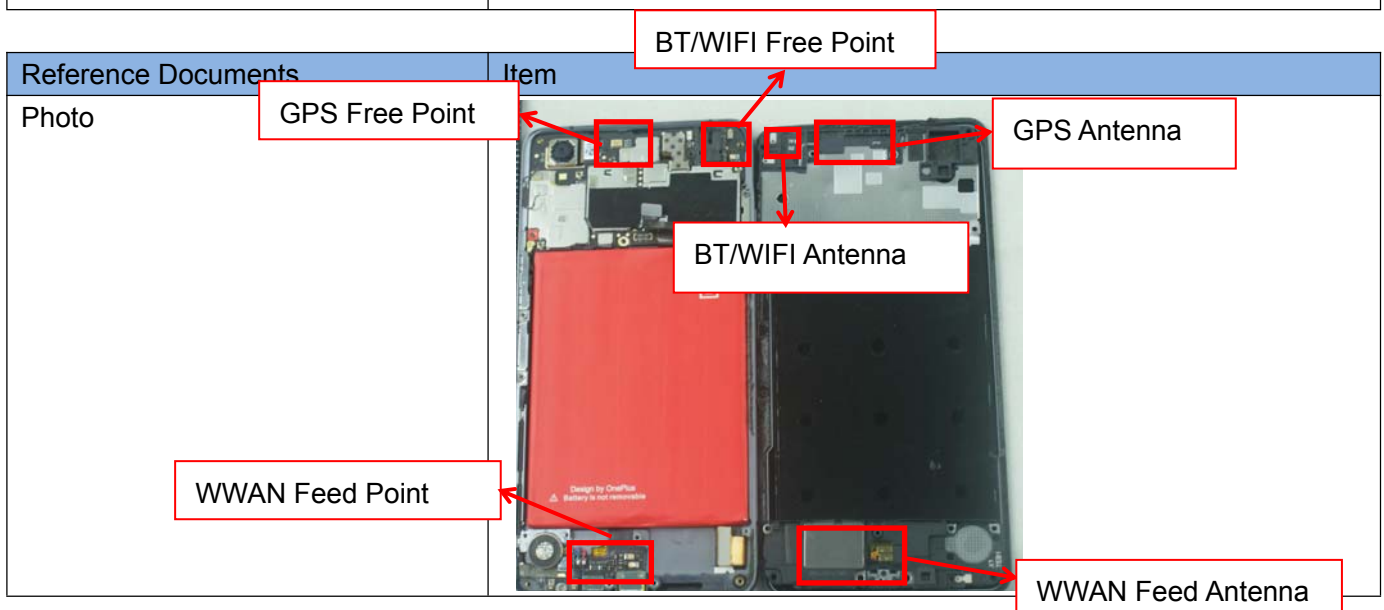 BT/WIFI Free Point
Reference Documents
Item
Photo
GPS Free Point
GPS Antenna
BT/WIFI Antenna
Design by OnePlus
Battery is not removable
WWAN Feed Point
WWAN Feed Antenna